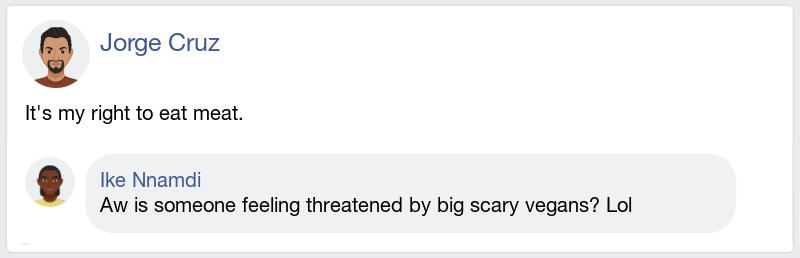 Jorge Cruz
It's my right to eat meat.
Ike Nnamdi
Aw is someone feeling threatened by big scary vegans? Lol